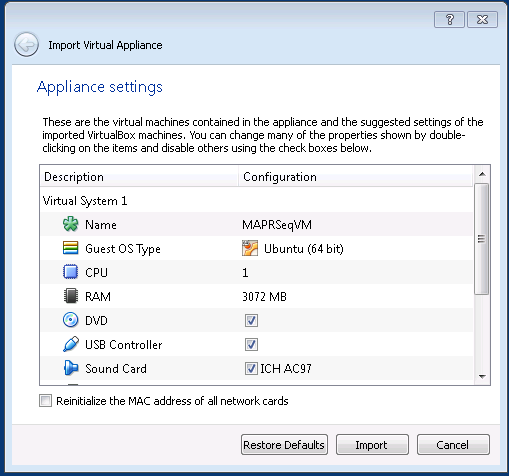 ?
Import Virtual Appliance
Appliance settings
These are the virtual machines contained in the appliance and the suggested settings of the
imported VirtualBox machines. You can change many of the properties shown by double-
clicking on the items and disable others using the check boxes below.
Description Configuration
Virtual System 1
Name MAPRSeqVM
Guest OS Type Ubuntu (64 bit)
CPU 1
RAM 3072 MB
DVD
USB Controller
Sound Card ICH AC97
Reinitialize the MAC address of all network cards
Restore Defaults Import Cancel